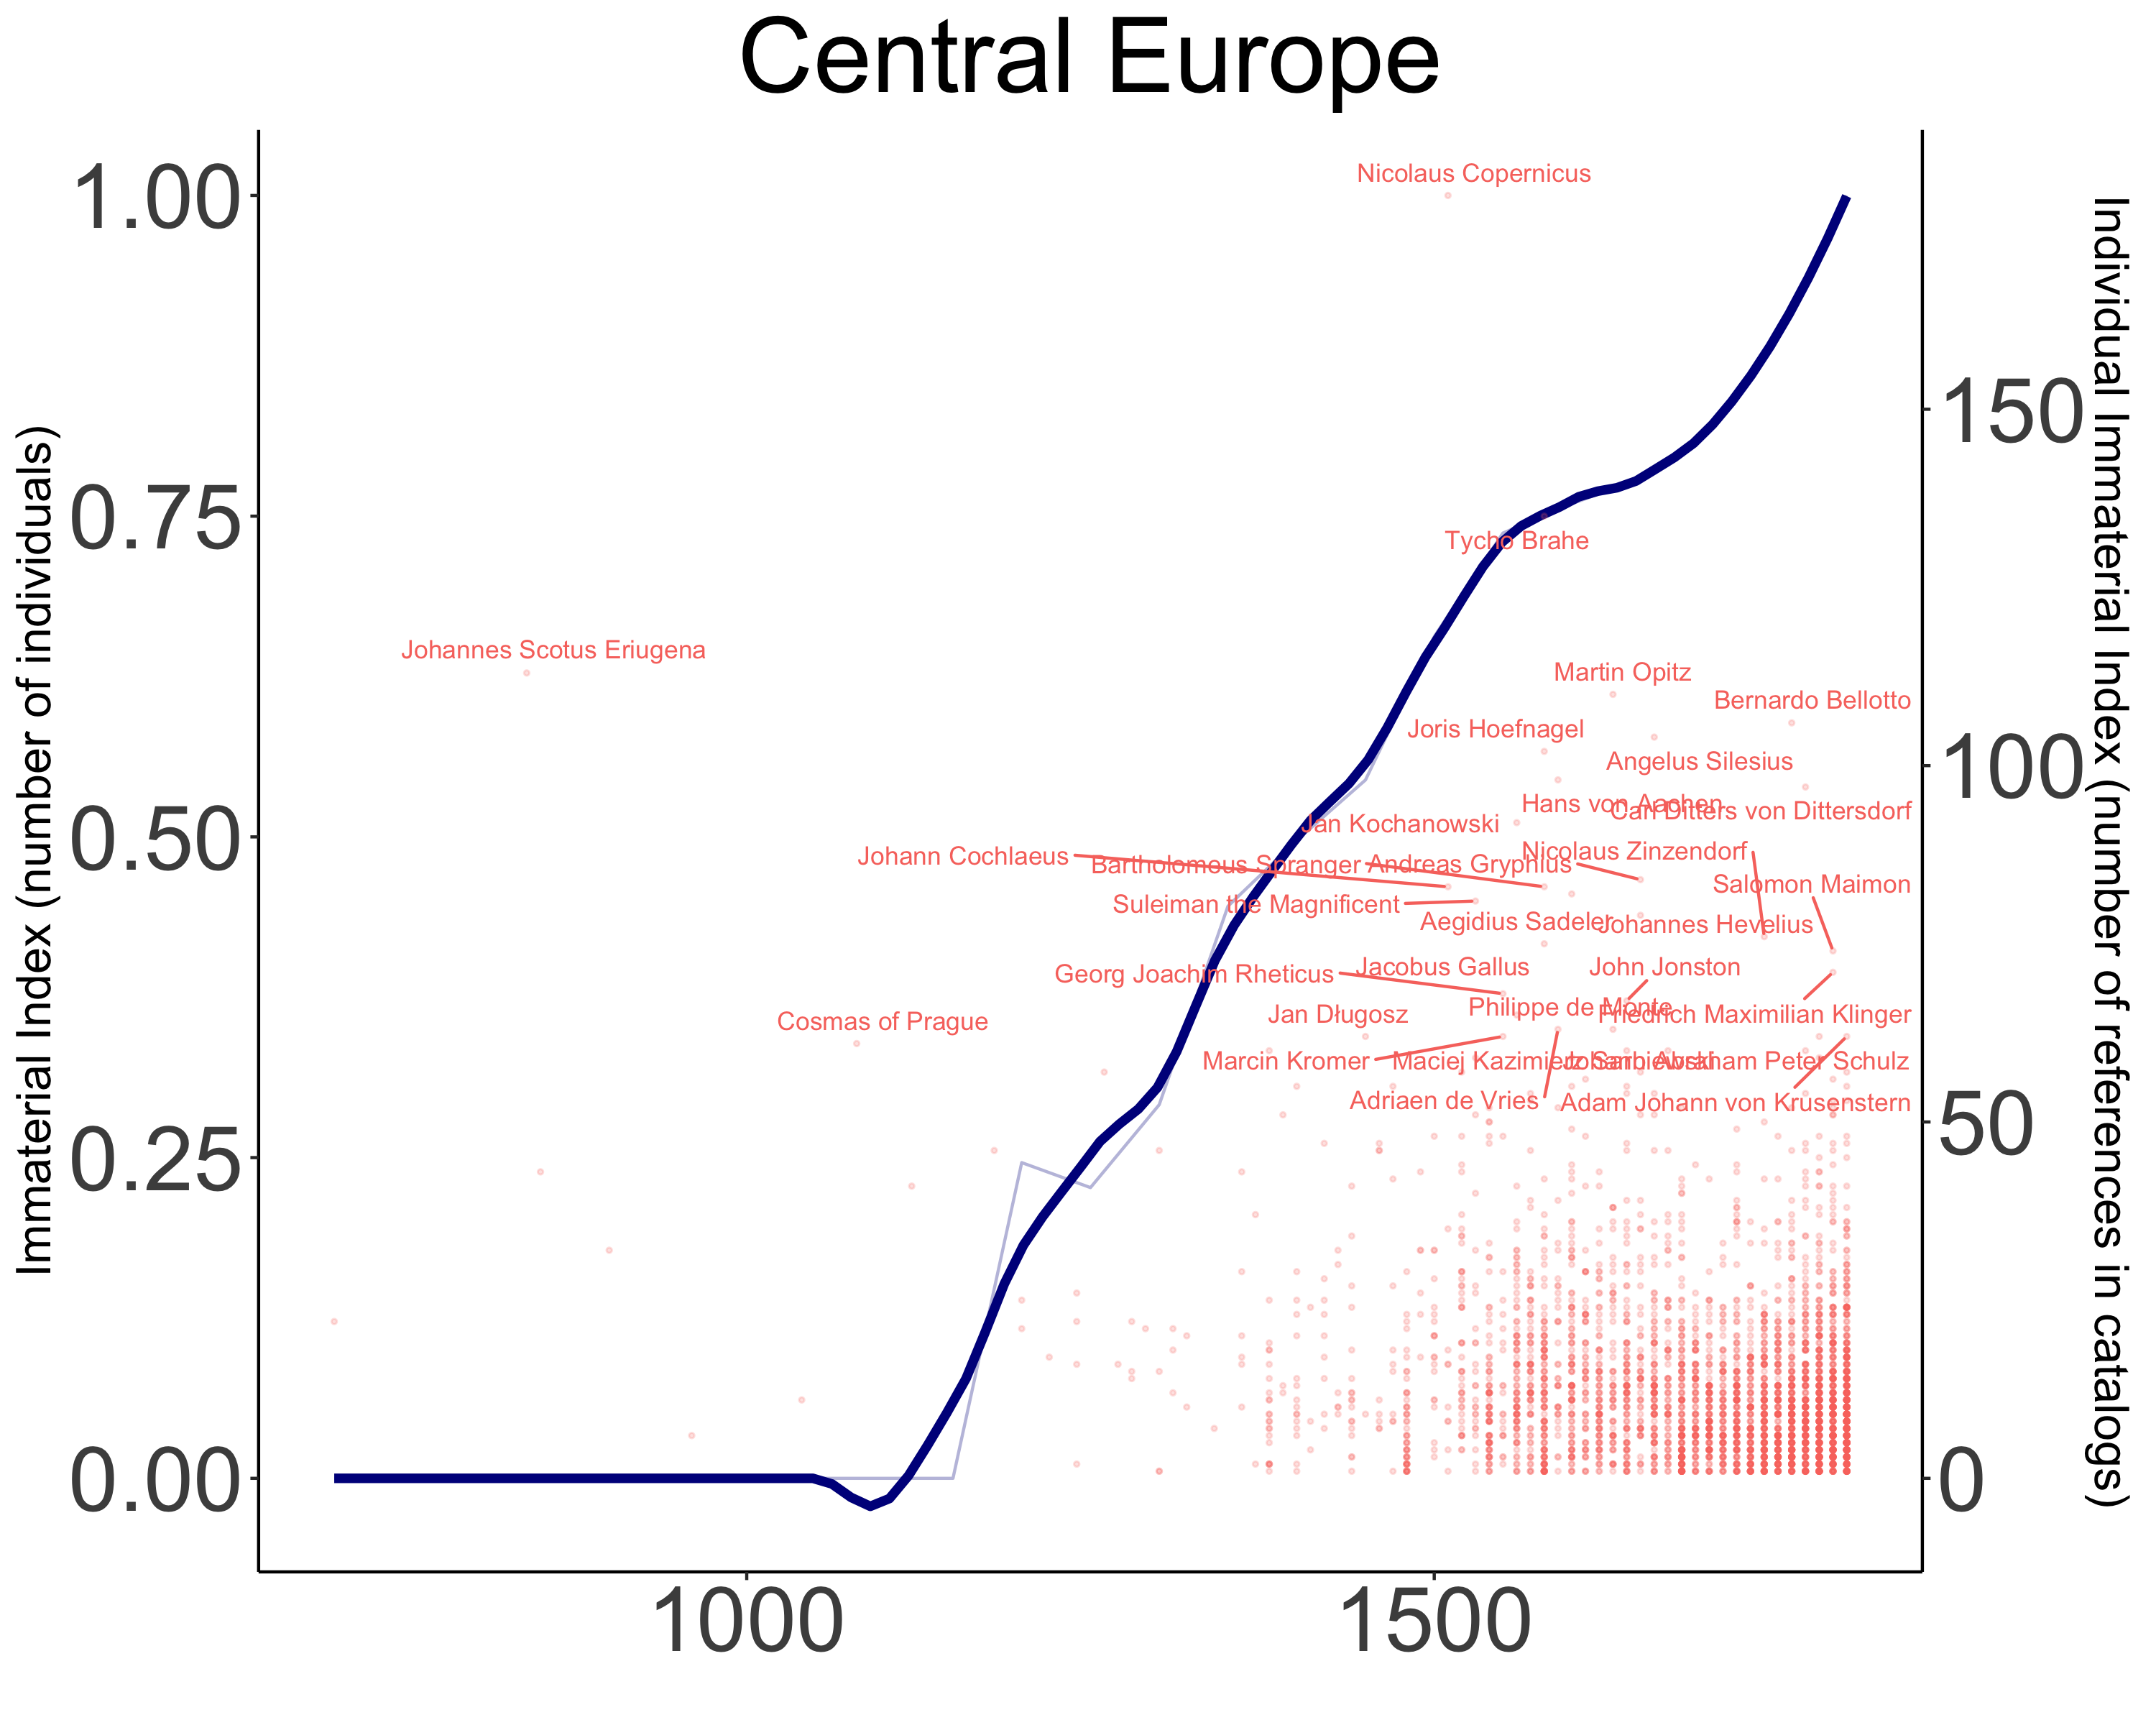 Central Europe
Immaterial Index (number of individuals)
Individual Immaterial Index (number of references in catalogs)
1.00
0.75
0.50
0.25
0.00
150
100
50
0
1000
1500
Nicolaus Copernicus
Tycho Brahe
Johannes Scotus Eriugena
Martin Opitz
Bernardo Bellotto
Joris Hoefnagel
Angelus Silesius
Hans von Aachen
Carl Ditters von Dittersdorf
Jan Kochanowski
Johann Cochlaeus
Bartholomeus Spranger
Andreas Gryphius
Nicolaus Zinzendorf
Salomon Maimon
Suleiman the Magnificent
Aegidius Sadeler
Johannes Hevelius
Georg Joachim Rheticus
Jacobus Gallus
John Jonston
Cosmas of Prague
Jan Długosz
Philippe de Monte
Friedrich Maximilian Klinger
Marcin Kromer
Maciej Kazimierz Sarbiewski
Johann Abraham Peter Schulz
Adriaen de Vries
Adam Johann von Krusenstern